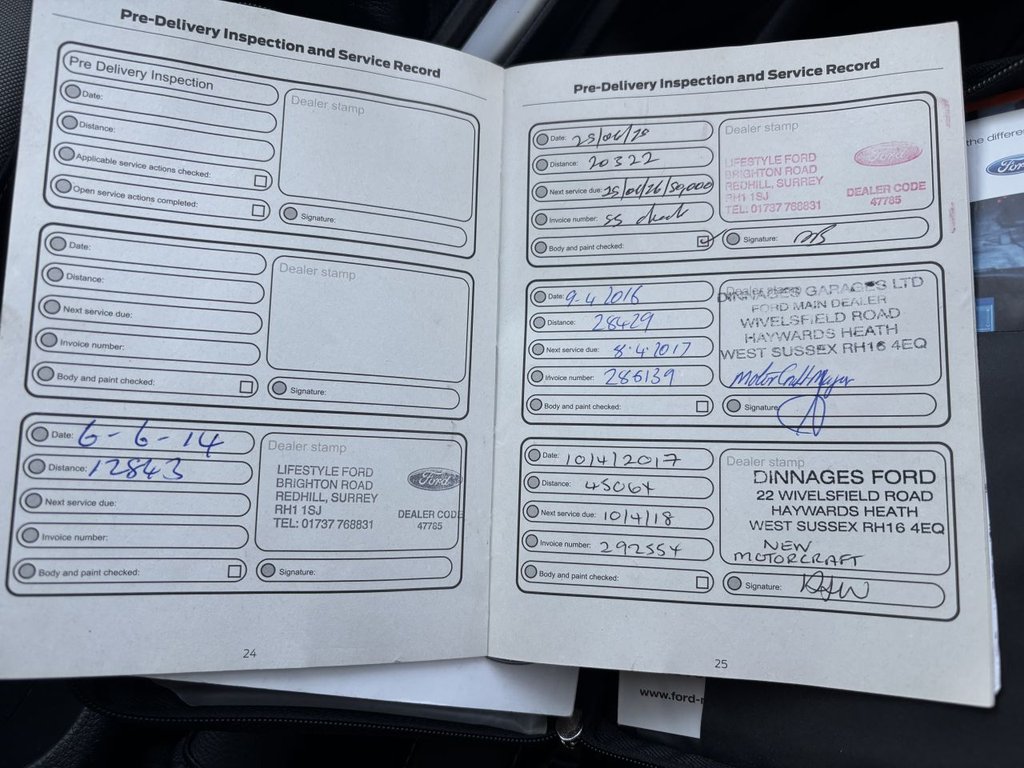 Pre-Delivery Inspection and Service Record
Pre Delivery Inspection
Date:
Distance:
Applicable service actions checked:
Open service actions completed:
Dealer stamp
Signature:
Date:
Distance:
Next service due:
Invoice number:
Body and paint checked:
Dealer stamp
Signature:
Date: 6-6-14
Distance: 12843
Next service due:
Invoice number:
Body and paint checked:
Dealer stamp
LIFESTYLE FORD
BRIGHTON ROAD
REDHILL, SURREY
RH1 1SJ
TEL: 01737 768831
Ford
DEALER CODE
47785
Signature:
24
Pre-Delivery Inspection and Service Record
Date:
Distance: 20322
Next service due:
Invoice number:
Body and paint checked:
Dealer stamp
LIFESTYLE FORD
BRIGHTON ROAD
REDHILL, SURREY
RH1 1SJ
TEL: 01737 768831
Ford
DEALER CODE
47785
Signature:
Date: 9.4.2016
Distance: 28429
Next service due: 8.4.2017
Invoice number: 286139
Body and paint checked:
Dealer stamp
DINNAGES GARAGES LTD
FORD MAIN DEALER
WIVELSFIELD ROAD
HAYWARDS HEATH
WEST SUSSEX RH16 4EQ
Signature:
Date: 10/4/2017
Distance: 45064
Next service due: 10/4/18
Invoice number: 292554
Body and paint checked:
Dealer stamp
DINNAGES FORD
22 WIVELSFIELD ROAD
HAYWARDS HEATH
WEST SUSSEX RH16 4EQ
NEW
MOTORCRAFT
Signature:
25
the differe
Ford
www.ford-